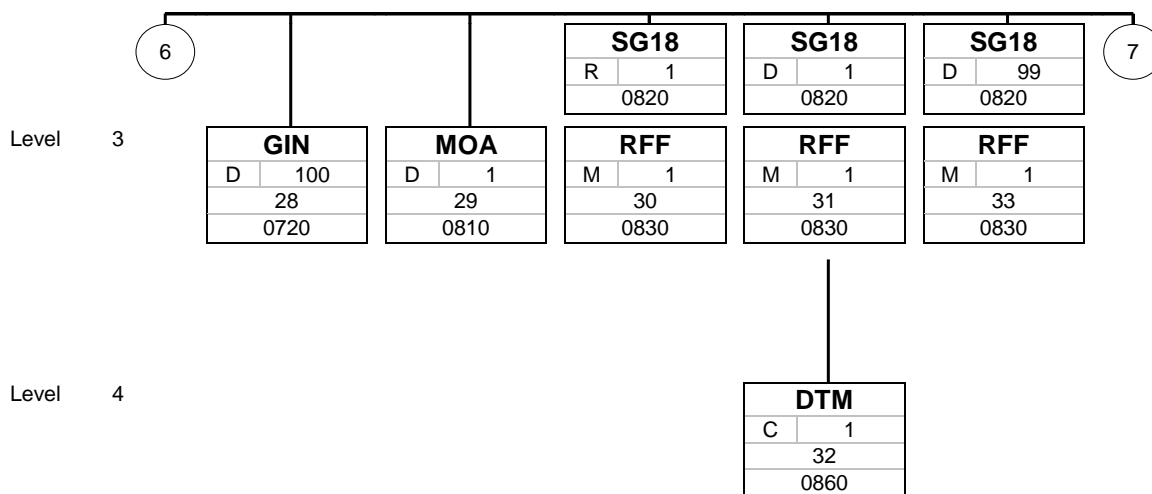 6
SG18
R 1
0820
SG18
D 1
0820
SG18
D 99
0820
7
Level 3
GIN
D 100
28
0720
MOA
D 1
29
0810
RFF
M 1
30
0830
RFF
M 1
31
0830
RFF
M 1
33
0830
Level 4
DTM
C 1
32
0860